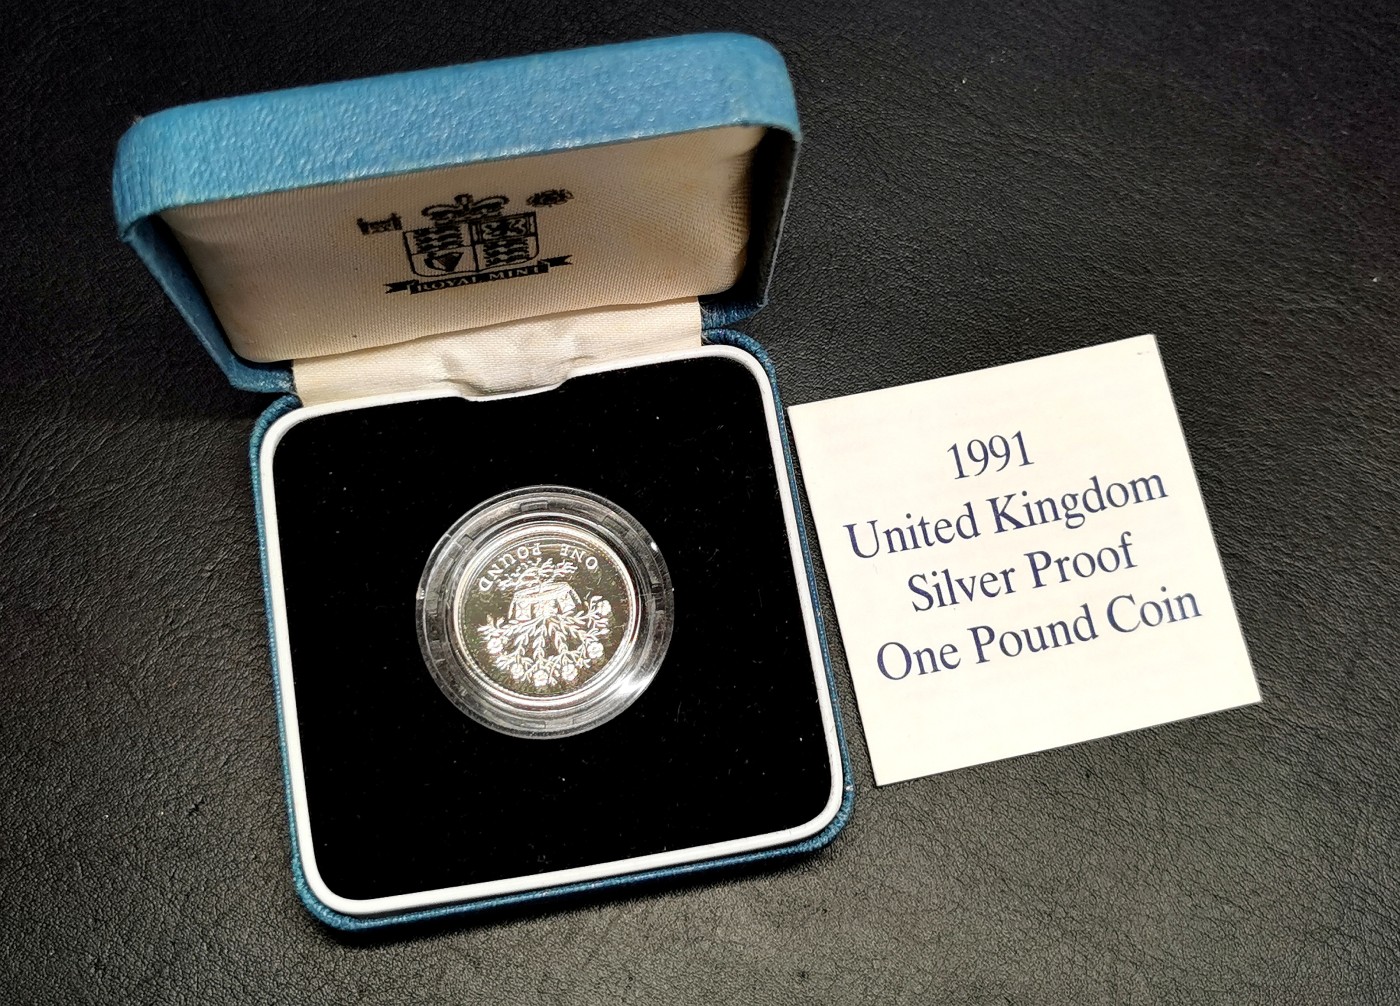 ROYAL MINT
ONE POUND
1991
United Kingdom
Silver Proof
One Pound Coin